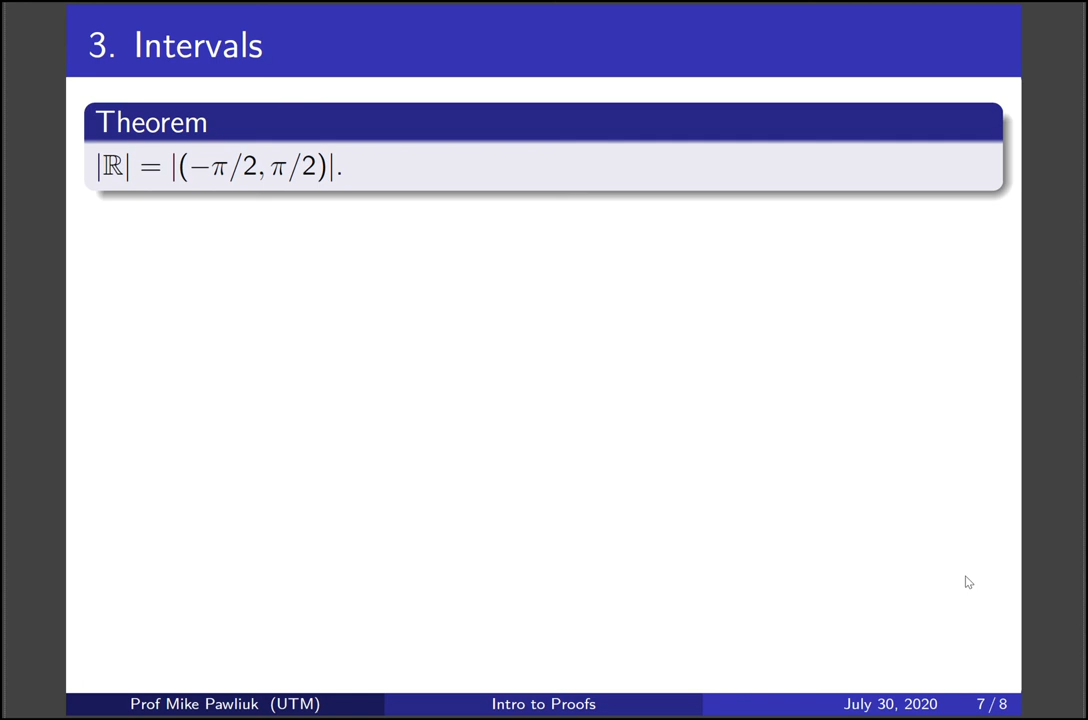 3. Intervals
Theorem
|ℝ| = |(−π/2, π/2)|.
Prof Mike Pawliuk (UTM) Intro to Proofs July 30, 2020 7 / 8